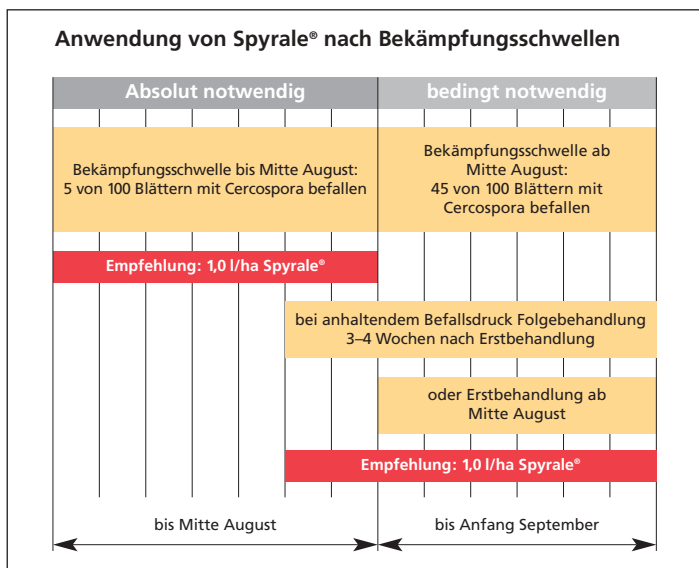 Anwendung von Spyrale® nach Bekämpfungsschwellen
Absolut notwendig
bedingt notwendig
Bekämpfungsschwelle bis Mitte August:
5 von 100 Blättern mit Cercospora befallen
Bekämpfungsschwelle ab
Mitte August:
45 von 100 Blättern mit
Cercospora befallen
Empfehlung: 1,0 l/ha Spyrale®
bei anhaltendem Befallsdruck Folgebehandlung
3–4 Wochen nach Erstbehandlung
oder Erstbehandlung ab
Mitte August
Empfehlung: 1,0 l/ha Spyrale®
bis Mitte August
bis Anfang September